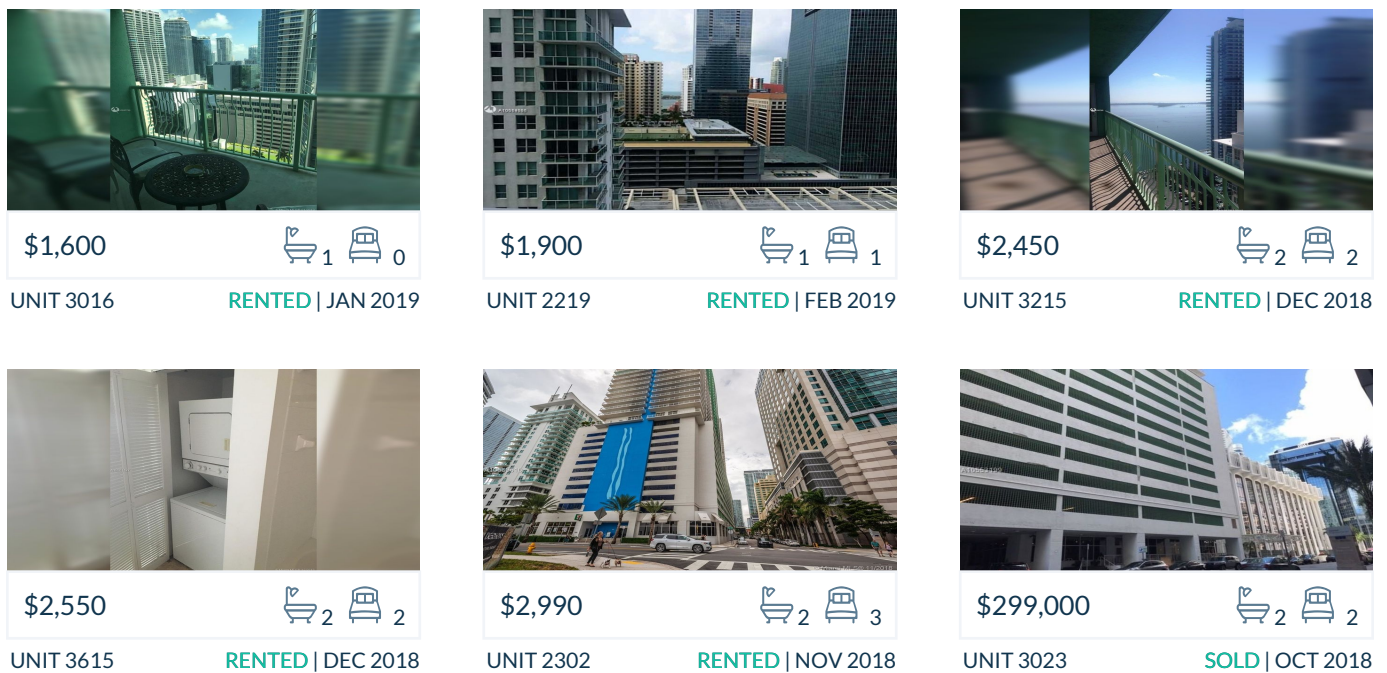 $1,600 1 0
UNIT 3016 RENTED | JAN 2019
$1,900 1 1
UNIT 2219 RENTED | FEB 2019
$2,450 2 2
UNIT 3215 RENTED | DEC 2018
$2,550 2 2
UNIT 3615 RENTED | DEC 2018
$2,990 2 3
UNIT 2302 RENTED | NOV 2018
$299,000 2 2
UNIT 3023 SOLD | OCT 2018